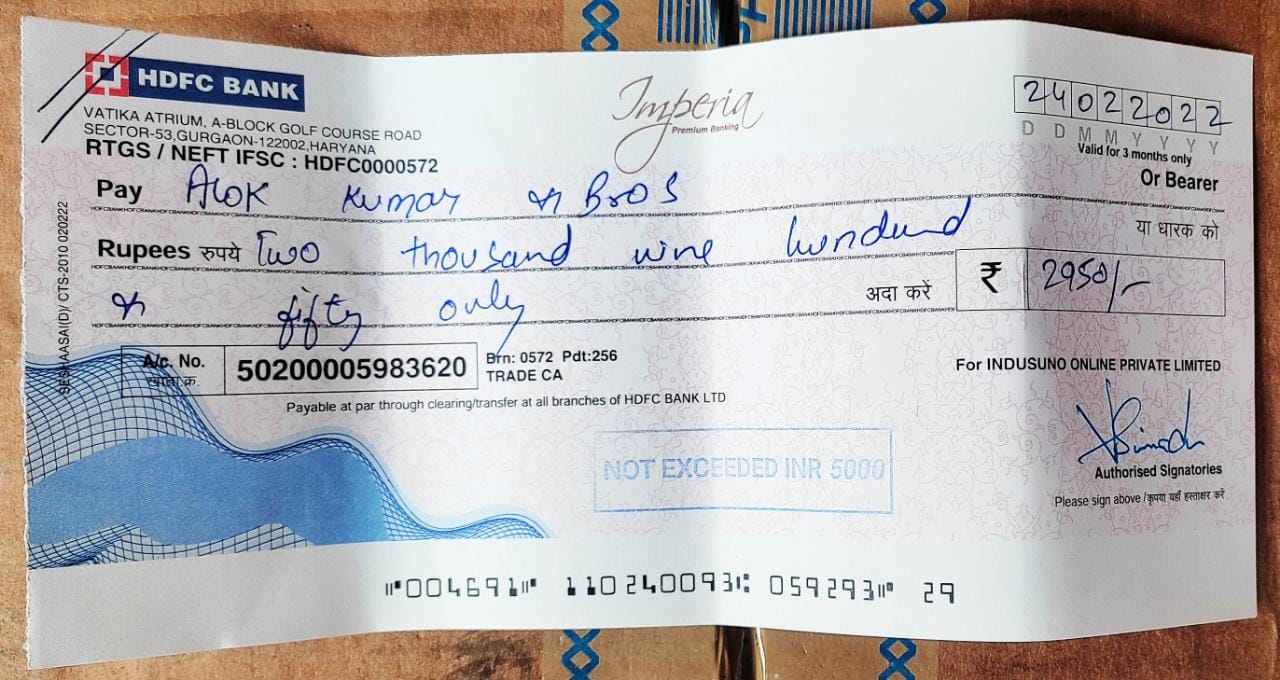 HDFC BANK
Imperia
Premium Banking
24022022
D D M M Y Y Y Y
VATIKA ATRIUM, A-BLOCK GOLF COURSE ROAD
SECTOR-53,GURGAON-122002,HARYANA
RTGS / NEFT IFSC : HDFC0000572
Valid for 3 months only
Pay Alok Kumar & Bros Or Bearer
Rupees रुपये Two thousand nine hundred या धारक को
& fifty only अदा करें ₹ 2950/-
A/c. No. 50200005983620
खाता क्र.
Brn: 0572 Pdt:256
TRADE CA
For INDUSUNO ONLINE PRIVATE LIMITED
Payable at par through clearing/transfer at all branches of HDFC BANK LTD
NOT EXCEEDED INR 5000
Authorised Signatories
Please sign above /कृपया यहाँ हस्ताक्षर करें
SESHAASAI(D)/ CTS-2010 020222
⑈004691⑈ 110240093⑆ 059293⑈ 29